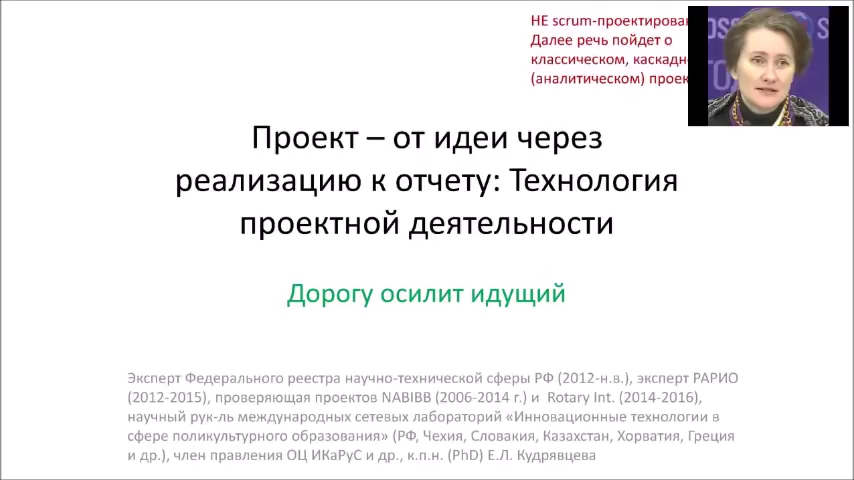 НЕ scrum-проектирован
Далее речь пойдет о
классическом, каскадн
(аналитическом) проек
Проект – от идеи через
реализацию к отчету: Технология
проектной деятельности
Дорогу осилит идущий
Эксперт Федерального реестра научно-технической сферы РФ (2012-н.в.), эксперт РАРИО
(2012-2015), проверяющая проектов NABIBB (2006-2014 г.) и Rotary Int. (2014-2016),
научный рук-ль международных сетевых лабораторий «Инновационные технологии в
сфере поликультурного образования» (РФ, Чехия, Словакия, Казахстан, Хорватия, Греция
и др.), член правления ОЦ ИКаРуС и др., к.п.н. (PhD) Е.Л. Кудрявцева